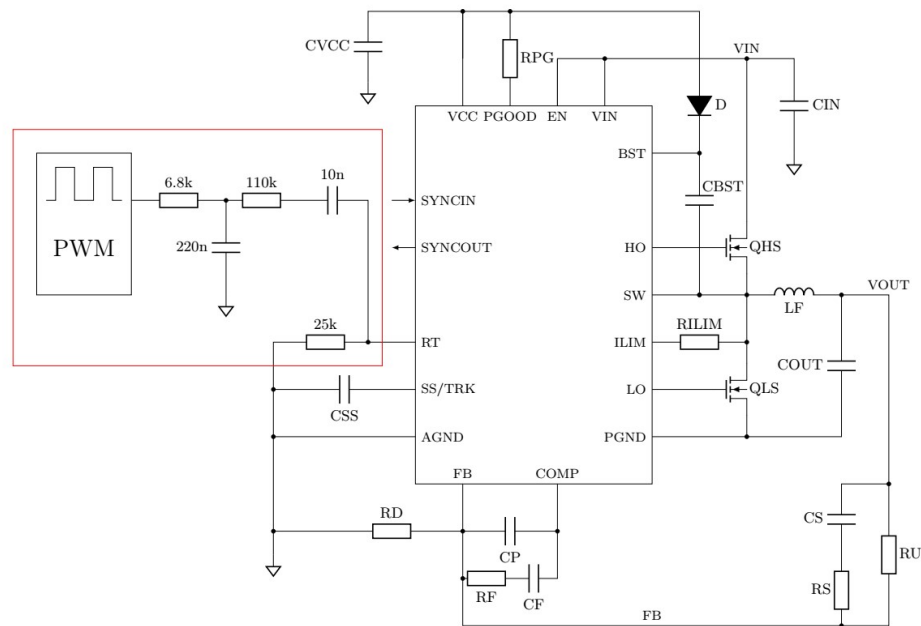 CVCC
RPG
VIN
VCC
PGOOD
EN
VIN
D
CIN
BST
CBST
6.8k
110k
10n
SYNCIN
PWM
220n
SYNCOUT
HO
QHS
SW
VOUT
LF
25k
RT
ILIM
RILIM
COUT
SS/TRK
CSS
LO
QLS
AGND
PGND
FB
COMP
RD
CP
CS
RU
RF
CF
RS
FB